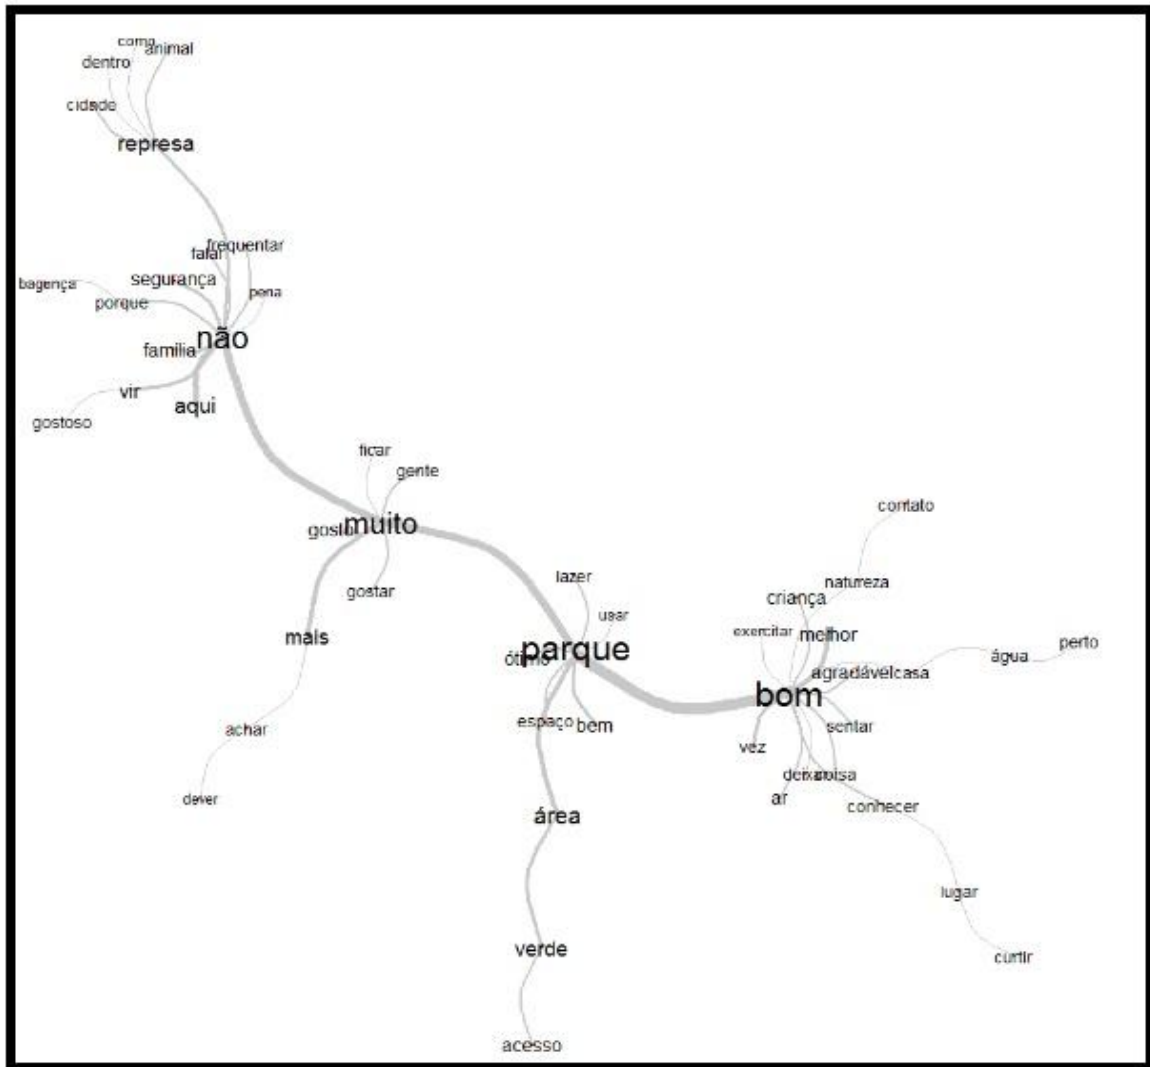 como
animal
dentro
cidade
represa
frequentar
falar
segurança
bagença
pena
porque
não
família
vir
aqui
gostoso
ficar
gente
muito
gostar
mais
achar
dever
lazer
usar
parque
ótimo
espaço
bem
área
verde
acesso
contato
natureza
criança
exercitar
melhor
perto
água
agradável
casa
bom
sentar
vez
deixar
coisa
ar
conhecer
lugar
curtir